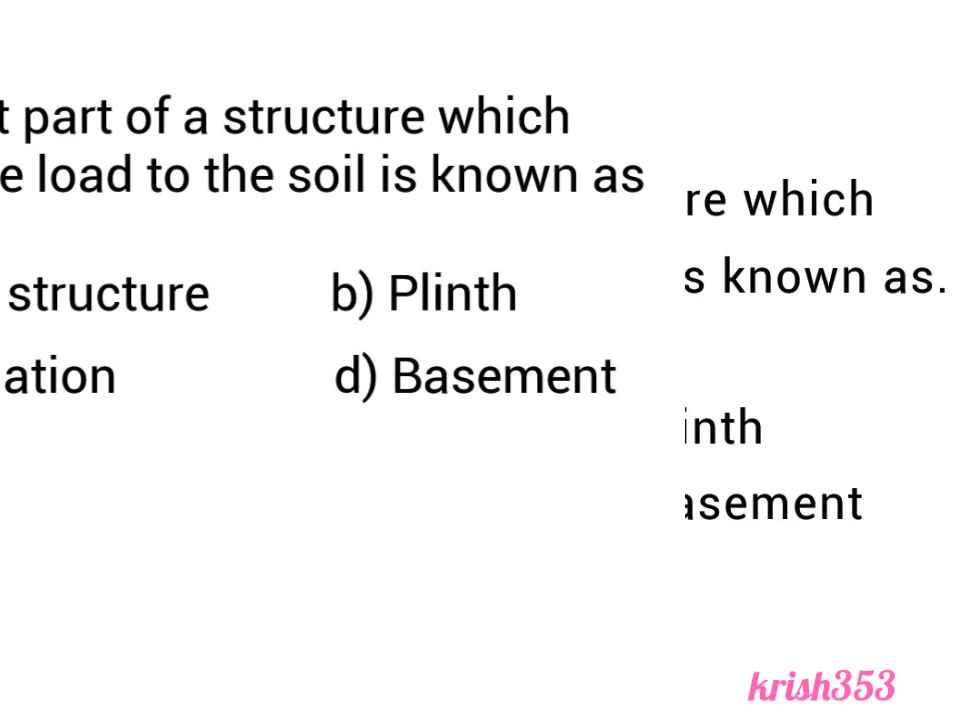 t part of a structure which
e load to the soil is known as
structure b) Plinth
ation d) Basement
re which
s known as.
inth
asement
krish353